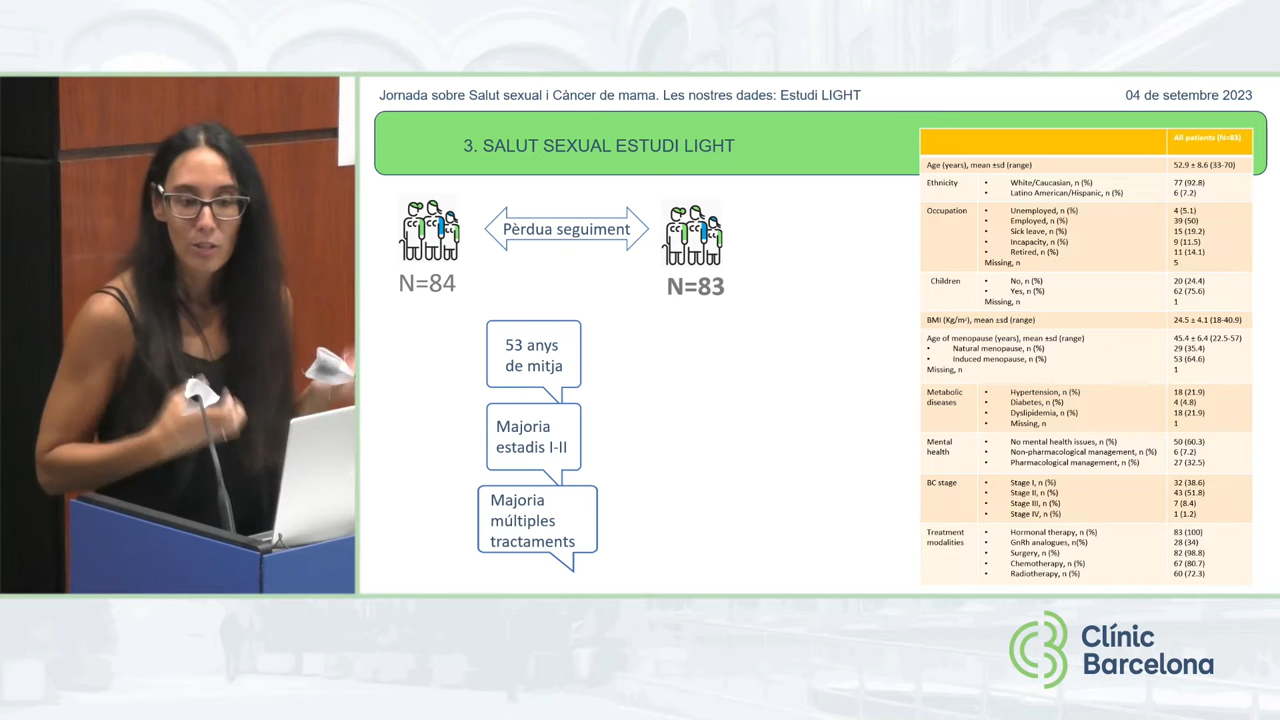 Jornada sobre Salut sexual i Càncer de mama. Les nostres dades: Estudi LIGHT
04 de setembre 2023
3. SALUT SEXUAL ESTUDI LIGHT
Pèrdua seguiment
N=84
N=83
53 anys
de mitja
Majoria
estadis I-II
Majoria
múltiples
tractaments
All patients (N=83)
Age (years), mean ±sd (range) 52.9 ± 8.6 (33-70)
Ethnicity • White/Caucasian, n (%) 77 (92.8)
• Latino American/Hispanic, n (%) 6 (7.2)
Occupation • Unemployed, n (%) 4 (5.1)
• Employed, n (%) 39 (50)
• Sick leave, n (%) 15 (19.2)
• Incapacity, n (%) 9 (11.5)
• Retired, n (%) 11 (14.1)
Missing, n 5
Children • No, n (%) 20 (24.4)
• Yes, n (%) 62 (75.6)
Missing, n 1
BMI (Kg/m²), mean ±sd (range) 24.5 ± 4.1 (18-40.9)
Age of menopause (years), mean ±sd (range) 45.4 ± 6.4 (22.5-57)
• Natural menopause, n (%) 29 (35.4)
• Induced menopause, n (%) 53 (64.6)
Missing, n 1
Metabolic • Hypertension, n (%) 18 (21.9)
diseases • Diabetes, n (%) 4 (4.8)
• Dyslipidemia, n (%) 18 (21.9)
• Missing, n 1
Mental • No mental health issues, n (%) 50 (60.3)
health • Non-pharmacological management, n (%) 6 (7.2)
• Pharmacological management, n (%) 27 (32.5)
BC stage • Stage I, n (%) 32 (38.6)
• Stage II, n (%) 43 (51.8)
• Stage III, n (%) 7 (8.4)
• Stage IV, n (%) 1 (1.2)
Treatment • Hormonal therapy, n (%) 83 (100)
modalities • GnRh analogues, n(%) 28 (34)
• Surgery, n (%) 82 (98.8)
• Chemotherapy, n (%) 67 (80.7)
• Radiotherapy, n (%) 60 (72.3)
Clínic
Barcelona